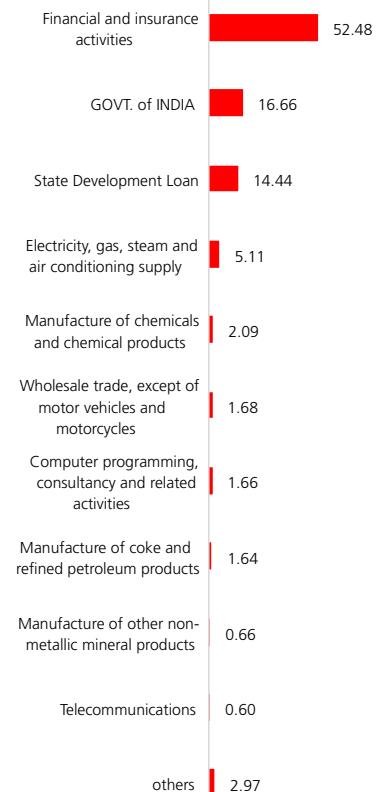 Financial and insurance
activities
52.48
GOVT. of INDIA
16.66
State Development Loan
14.44
Electricity, gas, steam and
air conditioning supply
5.11
Manufacture of chemicals
and chemical products
2.09
Wholesale trade, except of
motor vehicles and
motorcycles
1.68
Computer programming,
consultancy and related
activities
1.66
Manufacture of coke and
refined petroleum products
1.64
Manufacture of other non-
metallic mineral products
0.66
Telecommunications
0.60
others
2.97